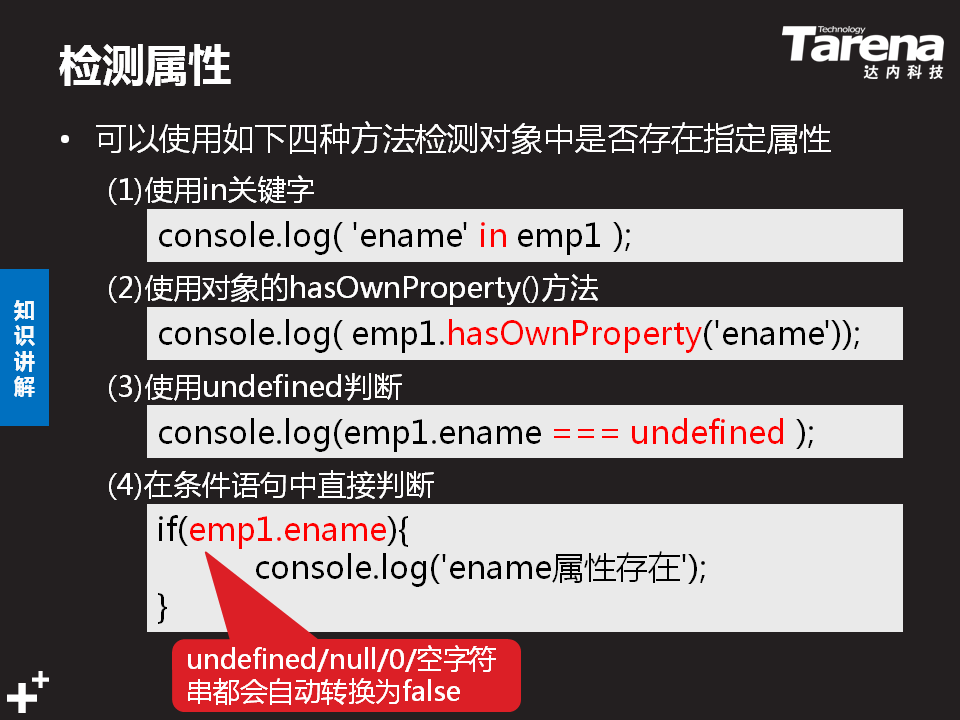 检测属性
Technology
Tarena
达内科技
• 可以使用如下四种方法检测对象中是否存在指定属性
(1)使用in关键字
console.log( 'ename' in emp1 );
(2)使用对象的hasOwnProperty()方法
console.log( emp1.hasOwnProperty('ename'));
(3)使用undefined判断
console.log(emp1.ename === undefined );
(4)在条件语句中直接判断
if(emp1.ename){
console.log('ename属性存在');
}
undefined/null/0/空字符
串都会自动转换为false
知
识
讲
解